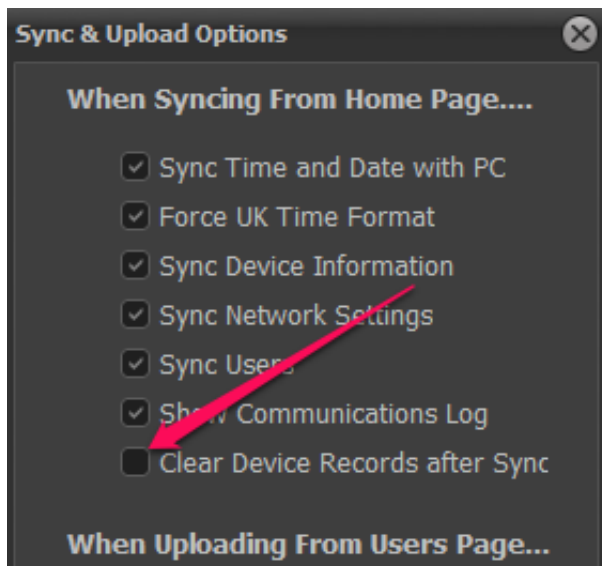 Sync & Upload Options
When Syncing From Home Page....
Sync Time and Date with PC
Force UK Time Format
Sync Device Information
Sync Network Settings
Sync Users
Show Communications Log
Clear Device Records after Sync
When Uploading From Users Page...